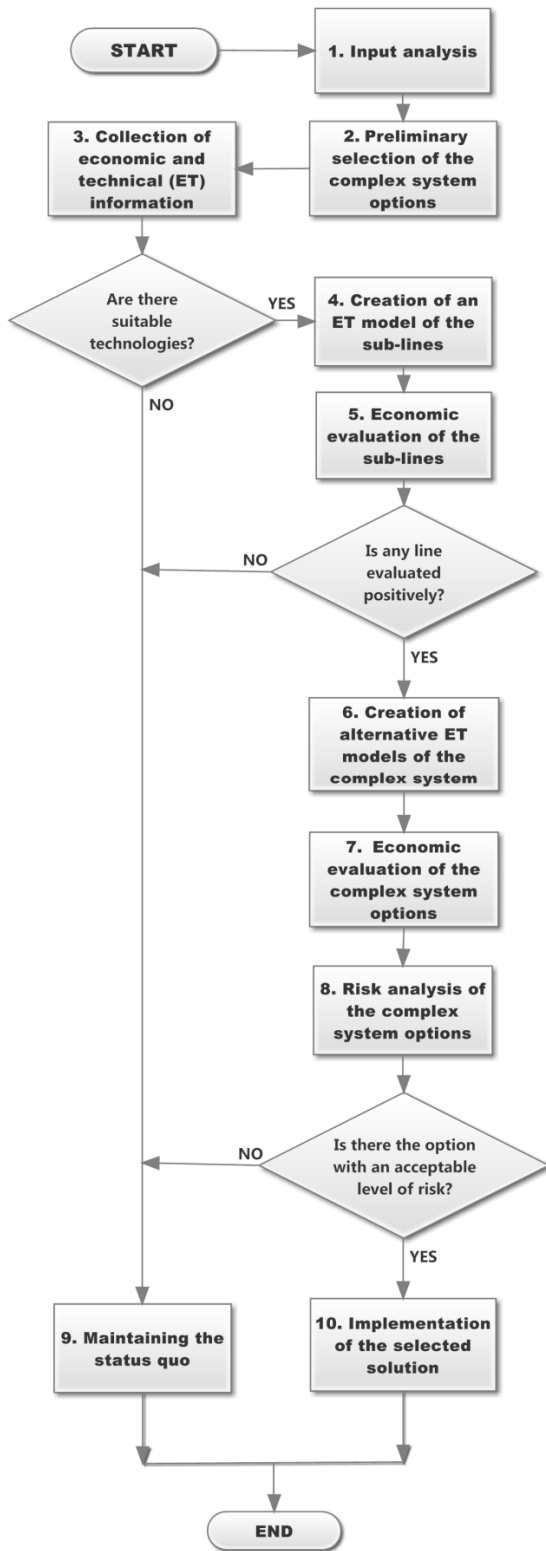 START
1. Input analysis
2. Preliminary
selection of the
complex system
options
3. Collection of
economic and
technical (ET)
information
Are there
suitable
technologies?
YES
NO
4. Creation of an
ET model of the
sub-lines
5. Economic
evaluation of the
sub-lines
Is any line
evaluated
positively?
NO
YES
6. Creation of
alternative ET
models of the
complex system
7. Economic
evaluation of the
complex system
options
8. Risk analysis of
the complex
system options
Is there the option
with an acceptable
level of risk?
NO
YES
9. Maintaining the
status quo
10. Implementation
of the selected
solution
END